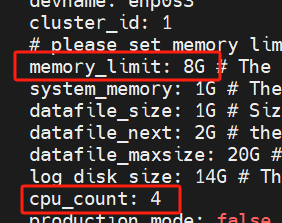 devname: enp0s3
cluster_id: 1
# please set memory lim
memory_limit: 8G # The
system_memory: 1G # The
datafile_size: 1G # Siz
datafile_next: 2G # the
datafile_maxsize: 20G #
log_disk_size: 14G # Th
cpu_count: 4
production_mode: false